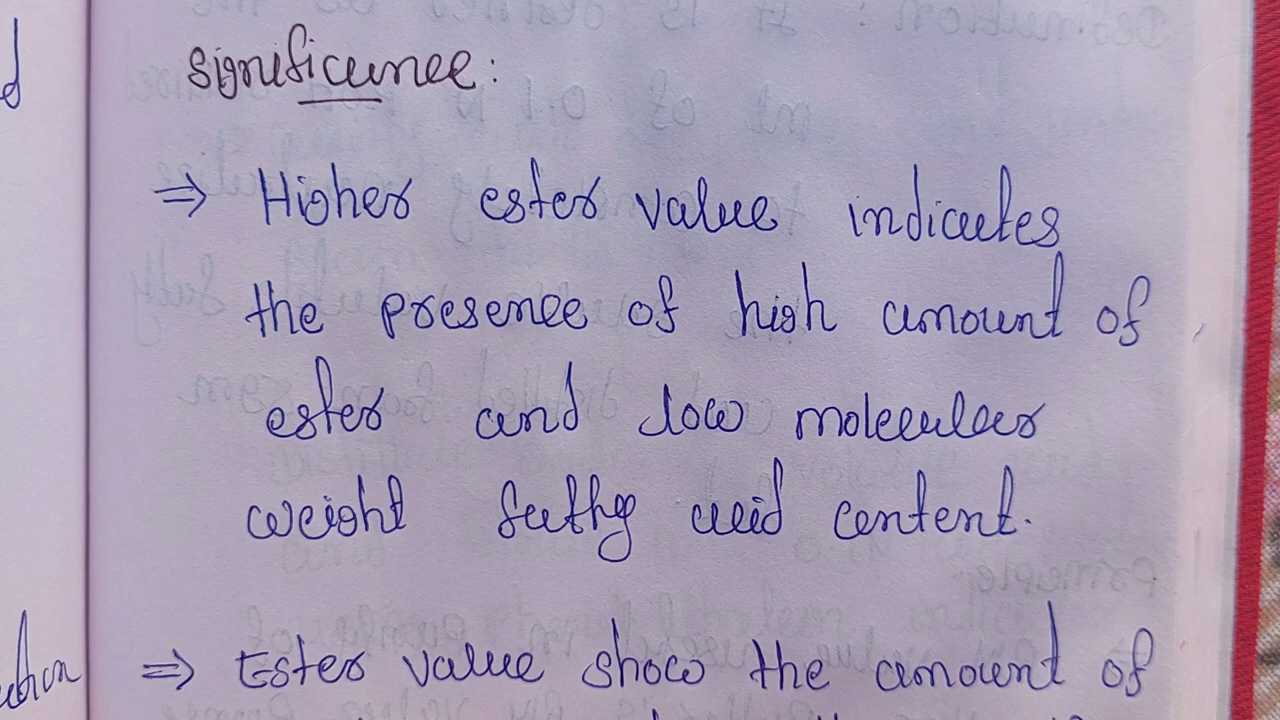 Significance:
⇒ Higher ester value indicates
the presence of high amount of
ester and low molecular
weight fatty acid content.
⇒ Ester value show the amount of